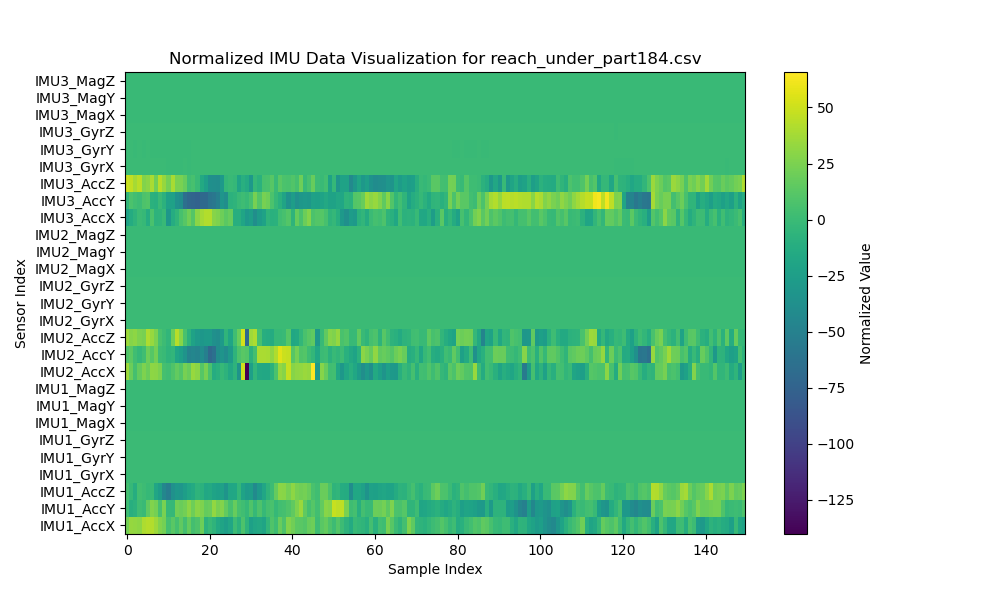 Normalized IMU Data Visualization for reach_under_part184.csv
IMU3_MagZ
IMU3_MagY
IMU3_MagX
IMU3_GyrZ
IMU3_GyrY
IMU3_GyrX
IMU3_AccZ
IMU3_AccY
IMU3_AccX
IMU2_MagZ
IMU2_MagY
IMU2_MagX
IMU2_GyrZ
IMU2_GyrY
IMU2_GyrX
IMU2_AccZ
IMU2_AccY
IMU2_AccX
IMU1_MagZ
IMU1_MagY
IMU1_MagX
IMU1_GyrZ
IMU1_GyrY
IMU1_GyrX
IMU1_AccZ
IMU1_AccY
IMU1_AccX
Sensor Index
0 20 40 60 80 100 120 140
Sample Index
50
25
0
−25
−50
−75
−100
−125
Normalized Value